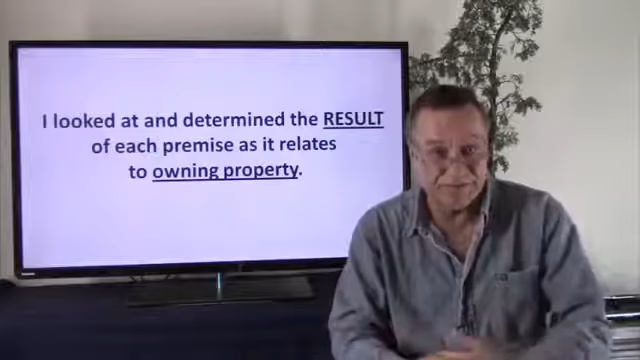 I looked at and determined the RESULT
of each premise as it relates
to owning property.